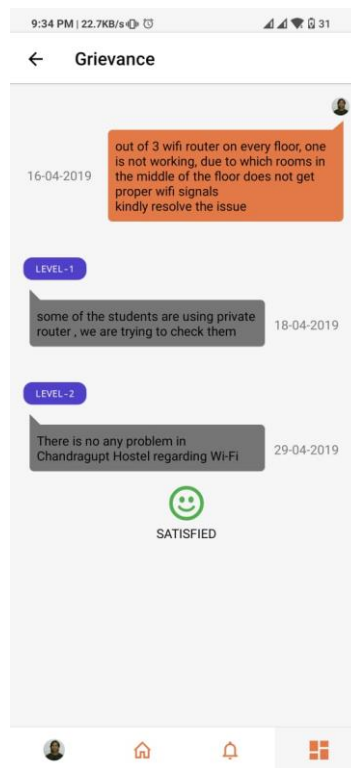 9:34 PM | 22.7KB/s
31
Grievance
out of 3 wifi router on every floor, one
is not working, due to which rooms in
the middle of the floor does not get
proper wifi signals
kindly resolve the issue
16-04-2019
LEVEL-1
some of the students are using private
router , we are trying to check them
18-04-2019
LEVEL-2
There is no any problem in
Chandragupt Hostel regarding Wi-Fi
29-04-2019
SATISFIED